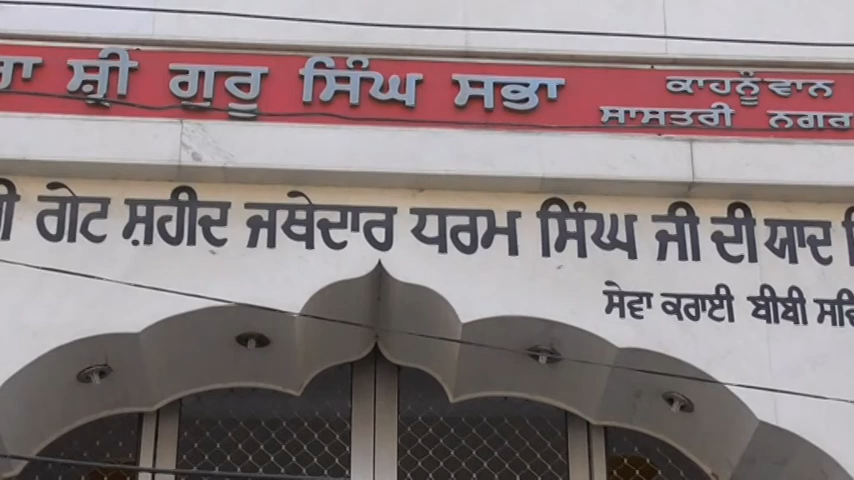 ਸ਼੍ਰੀ ਗੁਰੂ ਸਿੰਘ ਸਭਾ
ਕਾਹਨੂੰਵਾਨ
ਸਾਸਤਰੀ ਨਗਰ
ਗੇਟ ਸ਼ਹੀਦ ਜਥੇਦਾਰ ਧਰਮ ਸਿੰਘ ਜੀ ਦੀ ਯਾਦ
ਸੇਵਾ ਕਰਾਈ ਬੀਬੀ